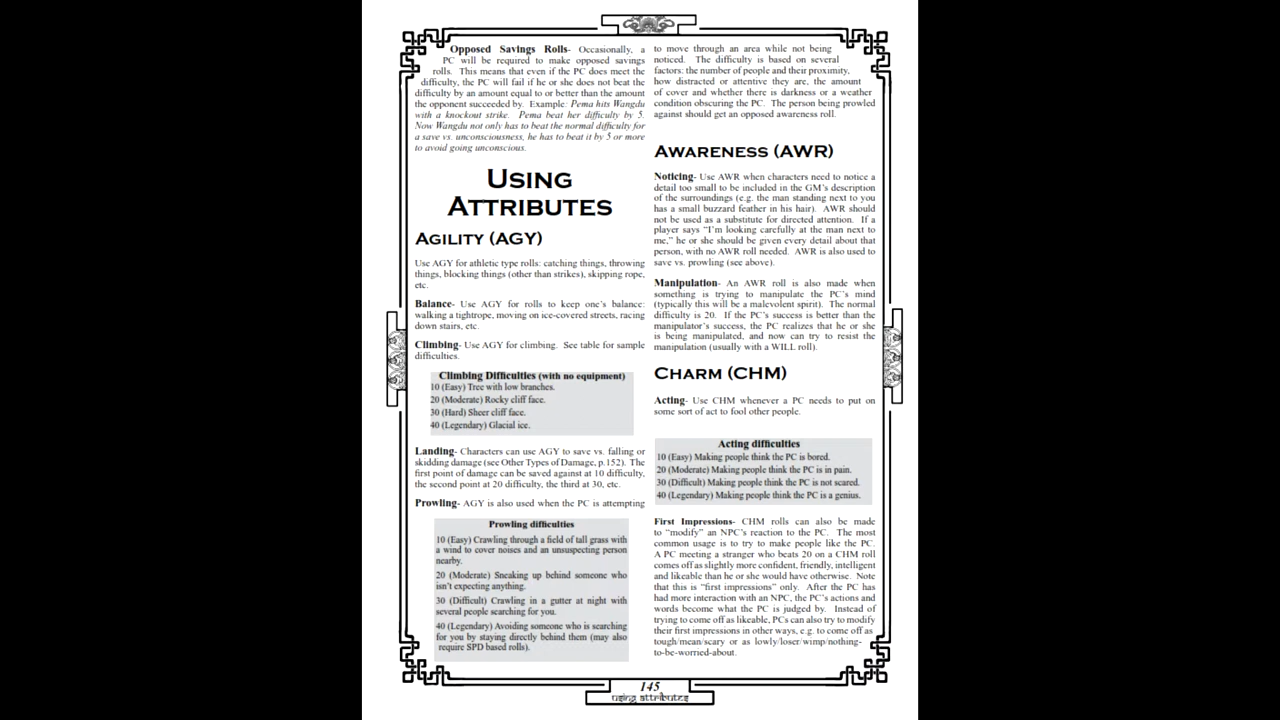 Opposed Savings Rolls- Occasionally, a
PC will be required to make opposed savings
rolls. This means that even if the PC does meet the
difficulty, the PC will fail if he or she does not beat the
difficulty by an amount equal to or better than the amount
the opponent succeeded by. Example: Pema hits Wangdu
with a knockout strike. Pema beat her difficulty by 5.
Now Wangdu not only has to beat the normal difficulty for
a save vs. unconsciousness, he has to beat it by 5 or more
to avoid going unconscious.
Using
Attributes
Agility (AGY)
Use AGY for athletic type rolls: catching things, throwing
things, blocking things (other than strikes), skipping rope,
etc.
Balance- Use AGY for rolls to keep one's balance:
walking a tightrope, moving on ice-covered streets, racing
down stairs, etc.
Climbing- Use AGY for climbing. See table for sample
difficulties.
Climbing Difficulties (with no equipment)
10 (Easy) Tree with low branches.
20 (Moderate) Rocky cliff face.
30 (Hard) Sheer cliff face.
40 (Legendary) Glacial ice.
Landing- Characters can use AGY to save vs. falling or
skidding damage (see Other Types of Damage, p.152). The
first point of damage can be saved against at 10 difficulty,
the second point at 20 difficulty, the third at 30, etc.
Prowling- AGY is also used when the PC is attempting
Prowling difficulties
10 (Easy) Crawling through a field of tall grass with
a wind to cover noises and an unsuspecting person
nearby.
20 (Moderate) Sneaking up behind someone who
isn't expecting anything.
30 (Difficult) Crawling in a gutter at night with
several people searching for you.
40 (Legendary) Avoiding someone who is searching
for you by staying directly behind them (may also
require SPD based rolls).
to move through an area while not being
noticed. The difficulty is based on several
factors: the number of people and their proximity,
how distracted or attentive they are, the amount
of cover and whether there is darkness or a weather
condition obscuring the PC. The person being prowled
against should get an opposed awareness roll.
Awareness (AWR)
Noticing- Use AWR when characters need to notice a
detail too small to be included in the GM's description
of the surroundings (e.g. the man standing next to you
has a small buzzard feather in his hair). AWR should
not be used as a substitute for directed attention. If a
player says "I'm looking carefully at the man next to
me," he or she should be given every detail about that
person, with no AWR roll needed. AWR is also used to
save vs. prowling (see above).
Manipulation- An AWR roll is also made when
something is trying to manipulate the PC's mind
(typically this will be a malevolent spirit). The normal
difficulty is 20. If the PC's success is better than the
manipulator's success, the PC realizes that he or she
is being manipulated, and now can try to resist the
manipulation (usually with a WILL roll).
Charm (CHM)
Acting- Use CHM whenever a PC needs to put on
some sort of act to fool other people.
Acting difficulties
10 (Easy) Making people think the PC is bored.
20 (Moderate) Making people think the PC is in pain.
30 (Difficult) Making people think the PC is not scared.
40 (Legendary) Making people think the PC is a genius.
First Impressions- CHM rolls can also be made
to "modify" an NPC's reaction to the PC. The most
common usage is to try to make people like the PC.
A PC meeting a stranger who beats 20 on a CHM roll
comes off as slightly more confident, friendly, intelligent
and likeable than he or she would have otherwise. Note
that this is "first impressions" only. After the PC has
had more interaction with an NPC, the PC's actions and
words become what the PC is judged by. Instead of
trying to come off as likeable, PCs can also try to modify
their first impressions in other ways, e.g. to come off as
tough/mean/scary or as lowly/loser/wimp/nothing-
to-be-worried-about.
145
using attributes